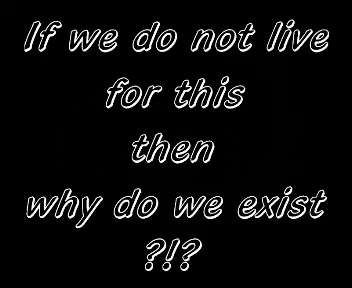 If we do not live
for this
then
why do we exist
?!?